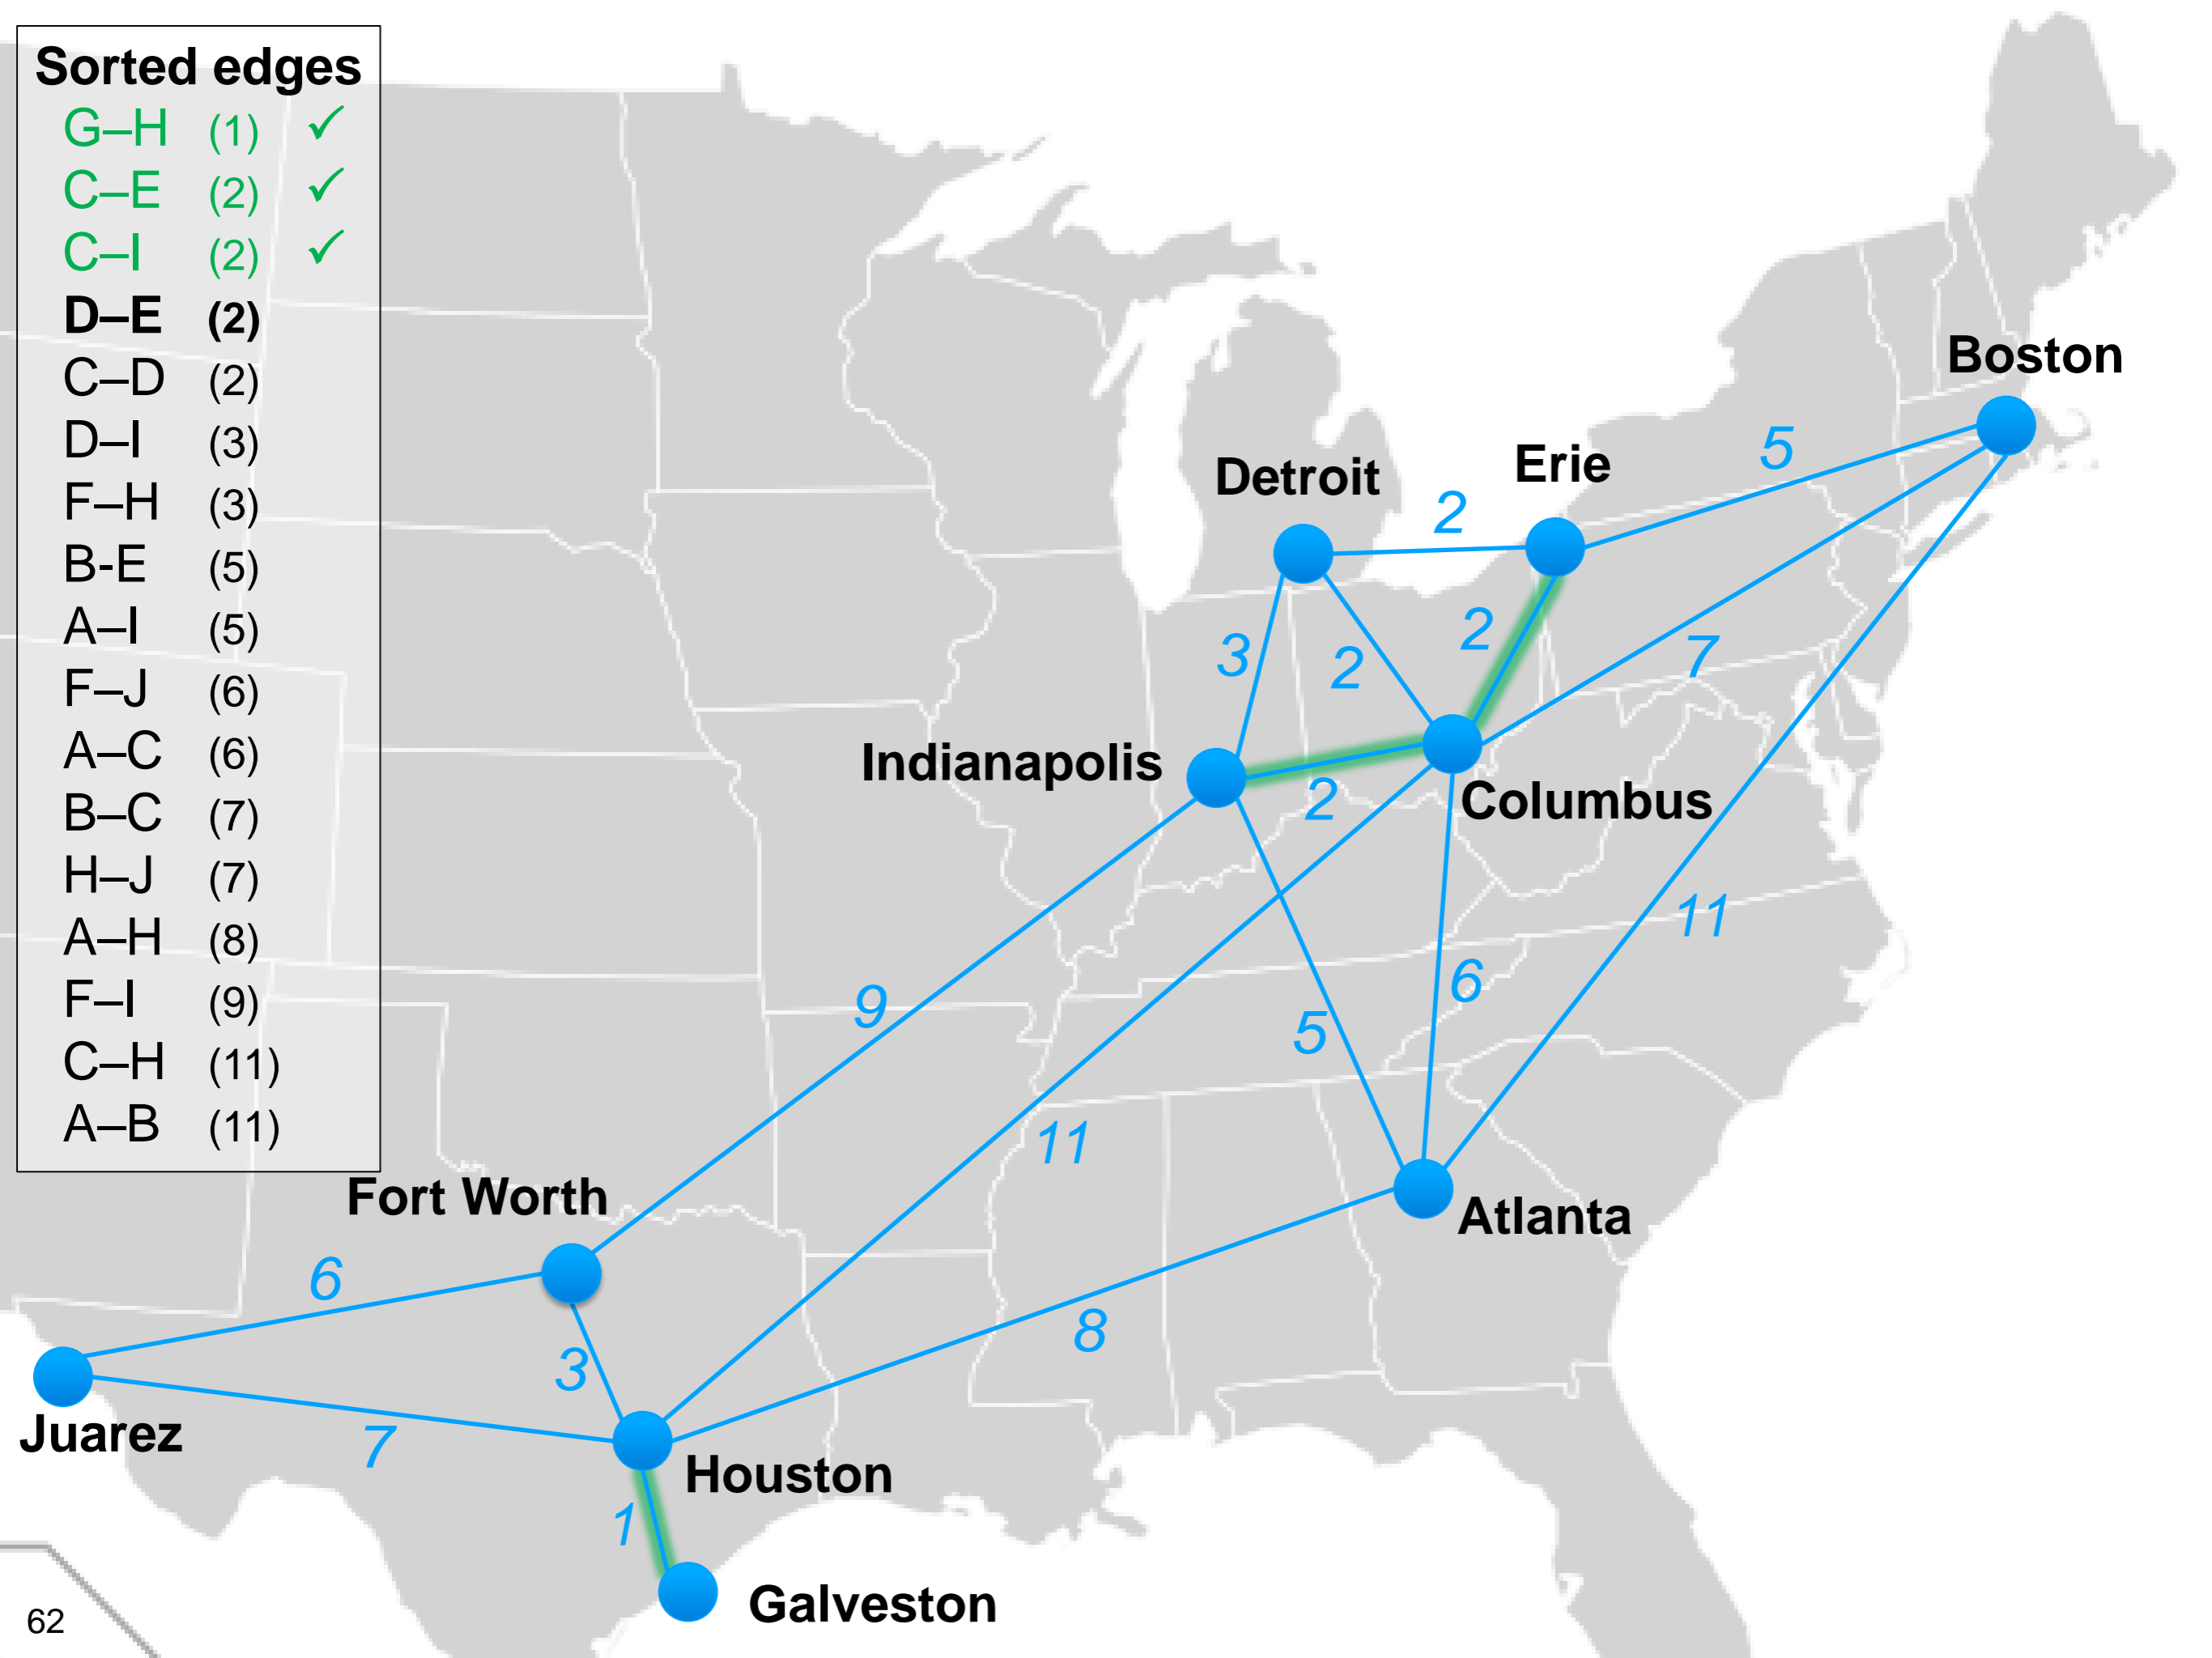 Sorted edges
G–H (1) ✓
C–E (2) ✓
C–I (2) ✓
D–E (2)
C–D (2)
D–I (3)
F–H (3)
B-E (5)
A–I (5)
F–J (6)
A–C (6)
B–C (7)
H–J (7)
A–H (8)
F–I (9)
C–H (11)
A–B (11)
Boston
Erie
Detroit
5
2
3
2
2
7
Indianapolis
2
Columbus
11
9
6
5
11
Fort Worth
Atlanta
6
8
3
Juarez
7
Houston
1
Galveston
62